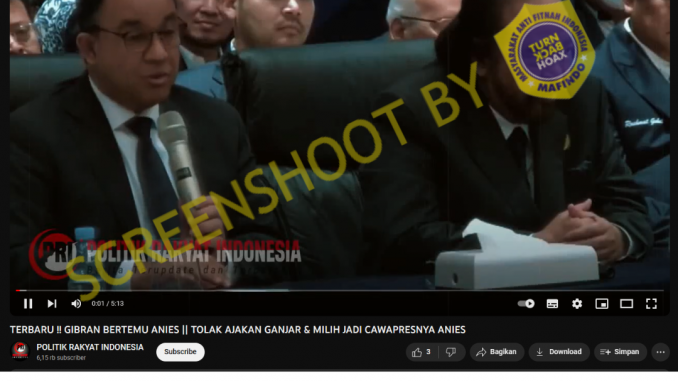 MASYARAKAT ANTI FITNAH INDONESIA
TURN
BACK
HOAX
MAFINDO
SCREENSHOOT BY
PRI POLITIK RAKYAT INDONESIA
0:01 / 5:13
TERBARU !! GIBRAN BERTEMU ANIES || TOLAK AJAKAN GANJAR & MILIH JADI CAWAPRESNYA ANIES
POLITIK RAKYAT INDONESIA
6,15 rb subscriber
Subscribe
3
Bagikan
Download
Simpan